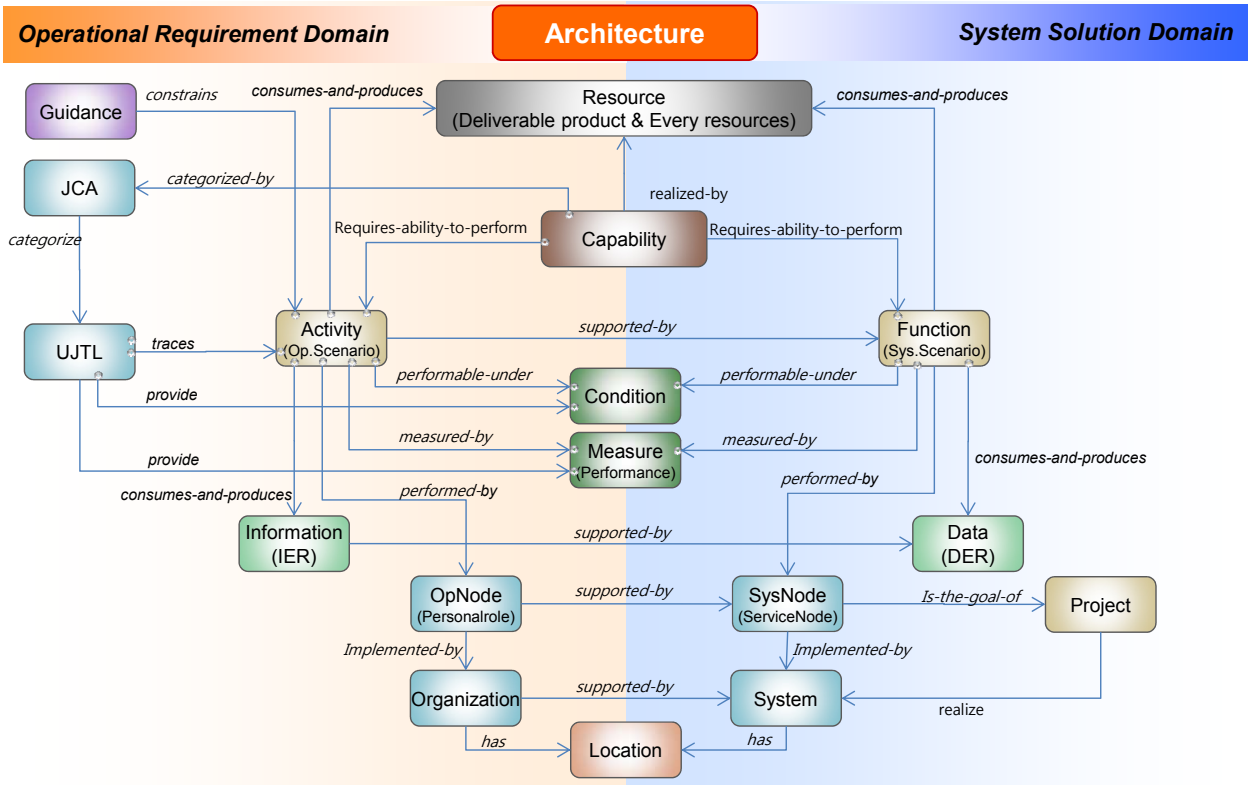 Operational Requirement Domain
Architecture
System Solution Domain
Guidance
constrains
consumes-and-produces
Resource
(Deliverable product & Every resources)
consumes-and-produces
JCA
categorized-by
realized-by
categorize
Requires-ability-to-perform
Capability
Requires-ability-to-perform
UJTL
traces
Activity
(Op.Scenario)
supported-by
Function
(Sys.Scenario)
performable-under
performable-under
provide
Condition
measured-by
measured-by
provide
Measure
(Performance)
consumes-and-produces
consumes-and-produces
performed-by
performed-by
Information
(IER)
supported-by
Data
(DER)
OpNode
(Personalrole)
supported-by
SysNode
(ServiceNode)
Is-the-goal-of
Project
Implemented-by
Implemented-by
Organization
supported-by
System
realize
has
Location
has